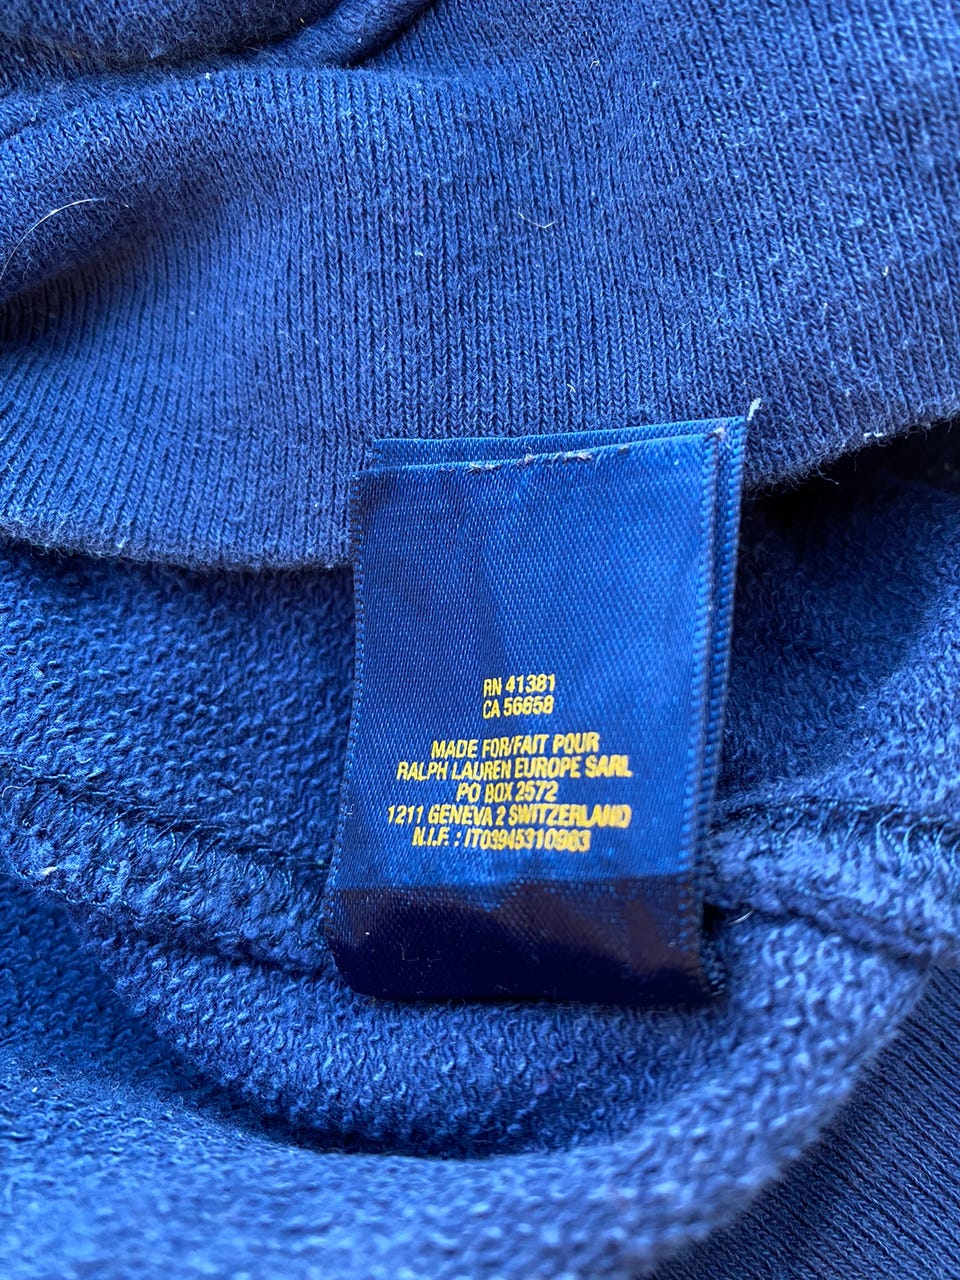 RN 41381
CA 56658
MADE FOR/FAIT POUR
RALPH LAUREN EUROPE SARL
PO BOX 2572
1211 GENEVA 2 SWITZERLAND
N.I.F. : IT03945310963